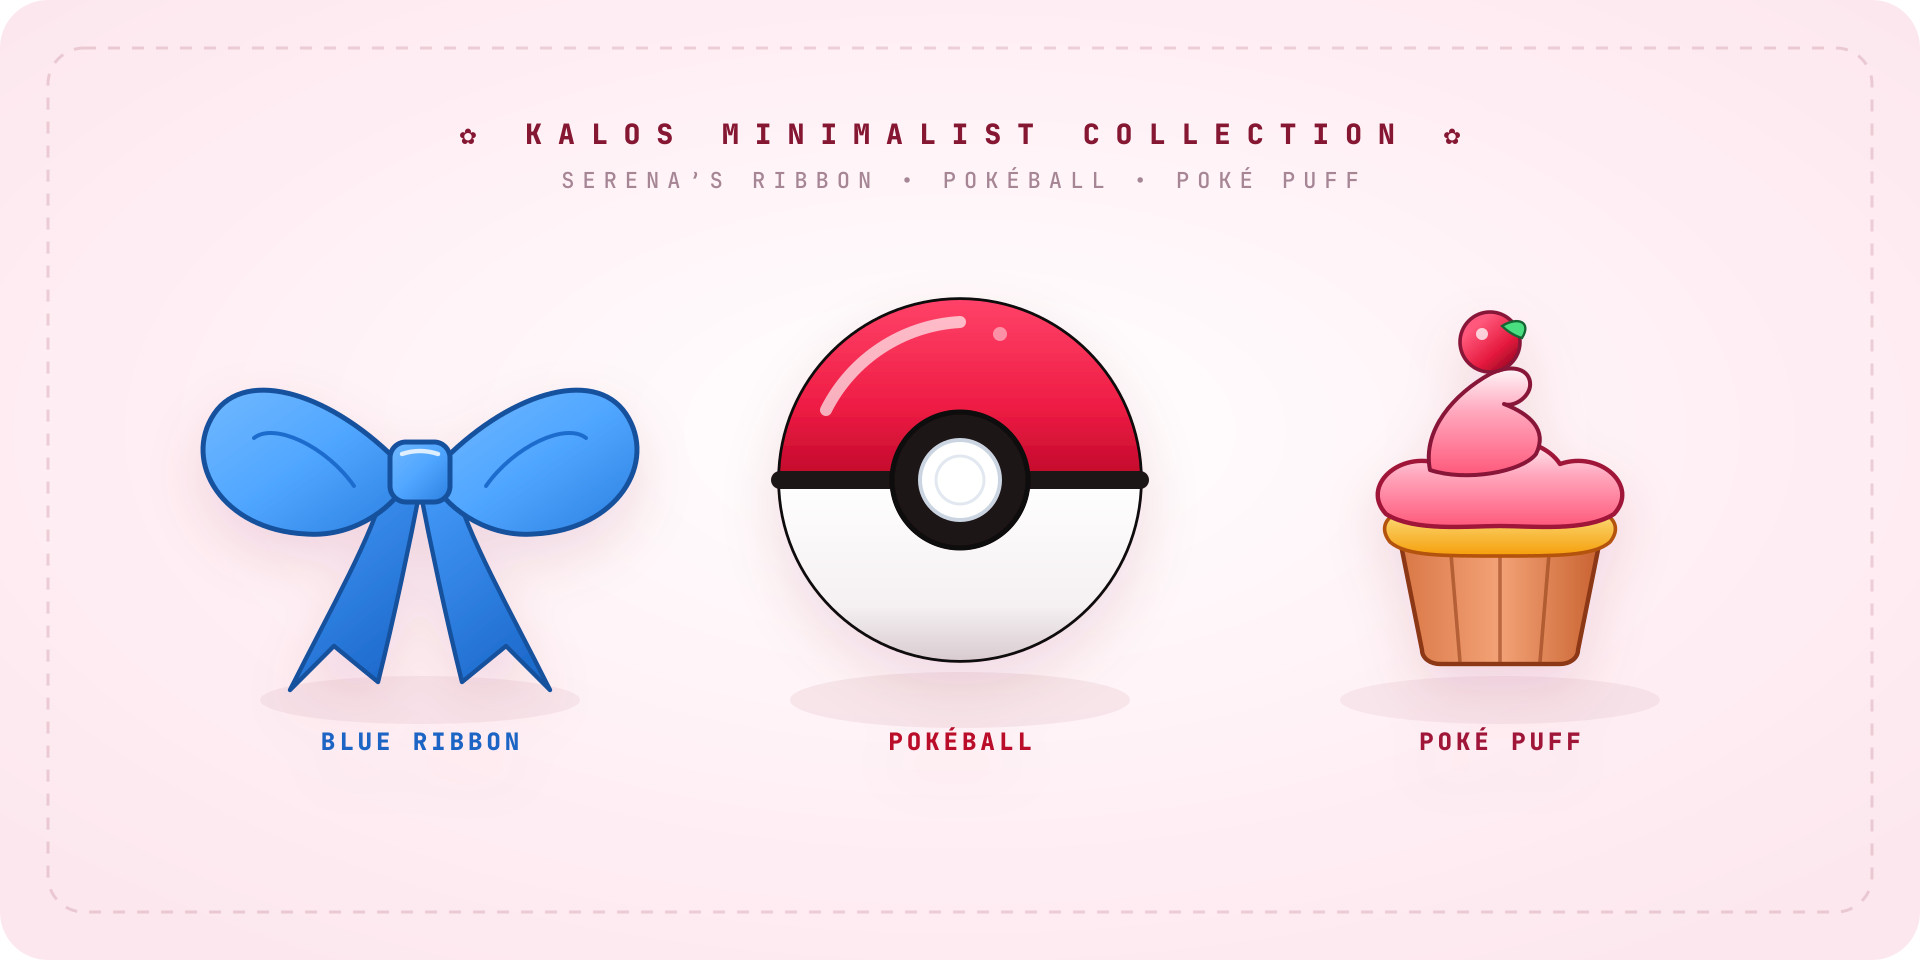 ✿ KALOS MINIMALIST COLLECTION ✿
SERENA’S RIBBON • POKÉBALL • POKÉ PUFF
BLUE RIBBON
POKÉBALL
POKÉ PUFF